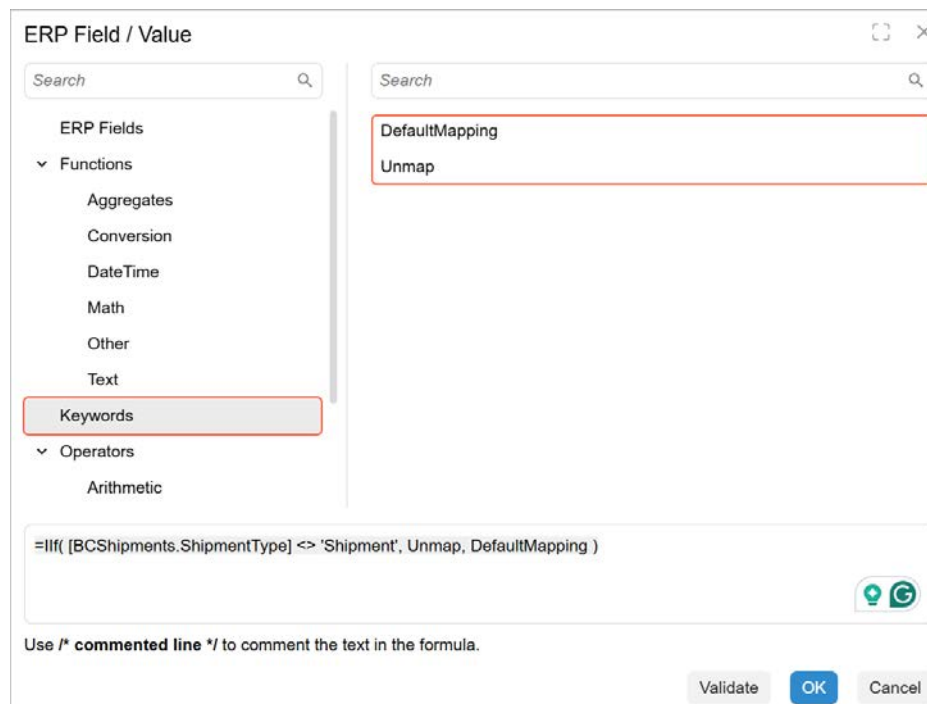 ERP Field / Value
Search
Search
ERP Fields
Functions
Aggregates
Conversion
DateTime
Math
Other
Text
Keywords
Operators
Arithmetic
DefaultMapping
Unmap
=IIf( [BCShipments.ShipmentType] <> 'Shipment', Unmap, DefaultMapping )
Use /* commented line */ to comment the text in the formula.
Validate
OK
Cancel